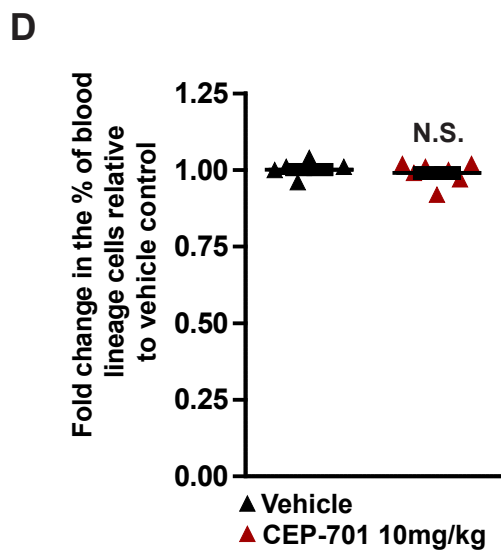 D
Fold change in the % of blood
lineage cells relative
to vehicle control
1.25
1.00
0.75
0.50
0.25
0.00
N.S.
Vehicle
CEP-701 10mg/kg